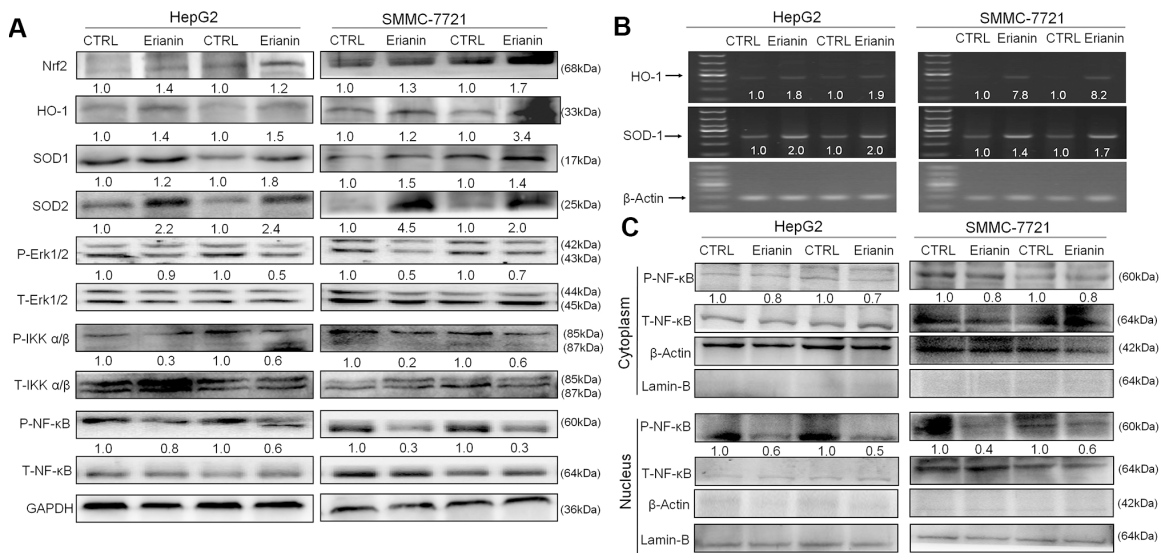 A
HepG2
SMMC-7721
CTRL Erianin CTRL Erianin CTRL Erianin CTRL Erianin
Nrf2 (68kDa)
1.0 1.4 1.0 1.2 1.0 1.3 1.0 1.7
HO-1 (33kDa)
1.0 1.4 1.0 1.5 1.0 1.2 1.0 3.4
SOD1 (17kDa)
1.0 1.2 1.0 1.8 1.0 1.5 1.0 1.4
SOD2 (25kDa)
1.0 2.2 1.0 2.4 1.0 4.5 1.0 2.0
P-Erk1/2 (42kDa)
(43kDa)
1.0 0.9 1.0 0.5 1.0 0.5 1.0 0.7
T-Erk1/2 (44kDa)
(45kDa)
P-IKK α/β (85kDa)
(87kDa)
1.0 0.3 1.0 0.6 1.0 0.2 1.0 0.6
T-IKK α/β (85kDa)
(87kDa)
P-NF-κB (60kDa)
1.0 0.8 1.0 0.6 1.0 0.3 1.0 0.3
T-NF-κB (64kDa)
GAPDH (36kDa)
B
HepG2
SMMC-7721
CTRL Erianin CTRL Erianin CTRL Erianin CTRL Erianin
HO-1
1.0 1.8 1.0 1.9 1.0 7.8 1.0 8.2
SOD-1
1.0 2.0 1.0 2.0 1.0 1.4 1.0 1.7
β-Actin
C
HepG2
SMMC-7721
CTRL Erianin CTRL Erianin CTRL Erianin CTRL Erianin
Cytoplasm
P-NF-κB (60kDa)
1.0 0.8 1.0 0.7 1.0 0.8 1.0 0.8
T-NF-κB (64kDa)
β-Actin (42kDa)
Lamin-B (64kDa)
Nucleus
P-NF-κB (60kDa)
1.0 0.6 1.0 0.5 1.0 0.4 1.0 0.6
T-NF-κB (64kDa)
β-Actin (42kDa)
Lamin-B (64kDa)